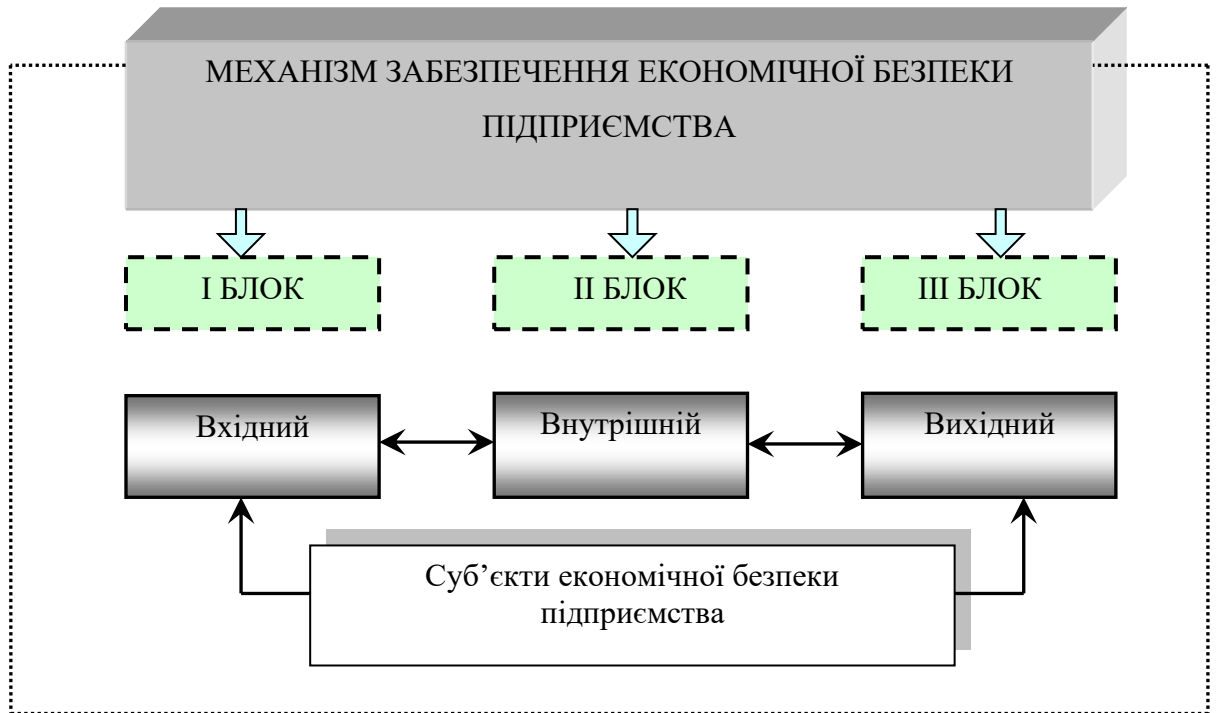 МЕХАНІЗМ ЗАБЕЗПЕЧЕННЯ ЕКОНОМІЧНОЇ БЕЗПЕКИ
ПІДПРИЄМСТВА
І БЛОК
ІІ БЛОК
ІІІ БЛОК
Вхідний
Внутрішній
Вихідний
Суб’єкти економічної безпеки
підприємства